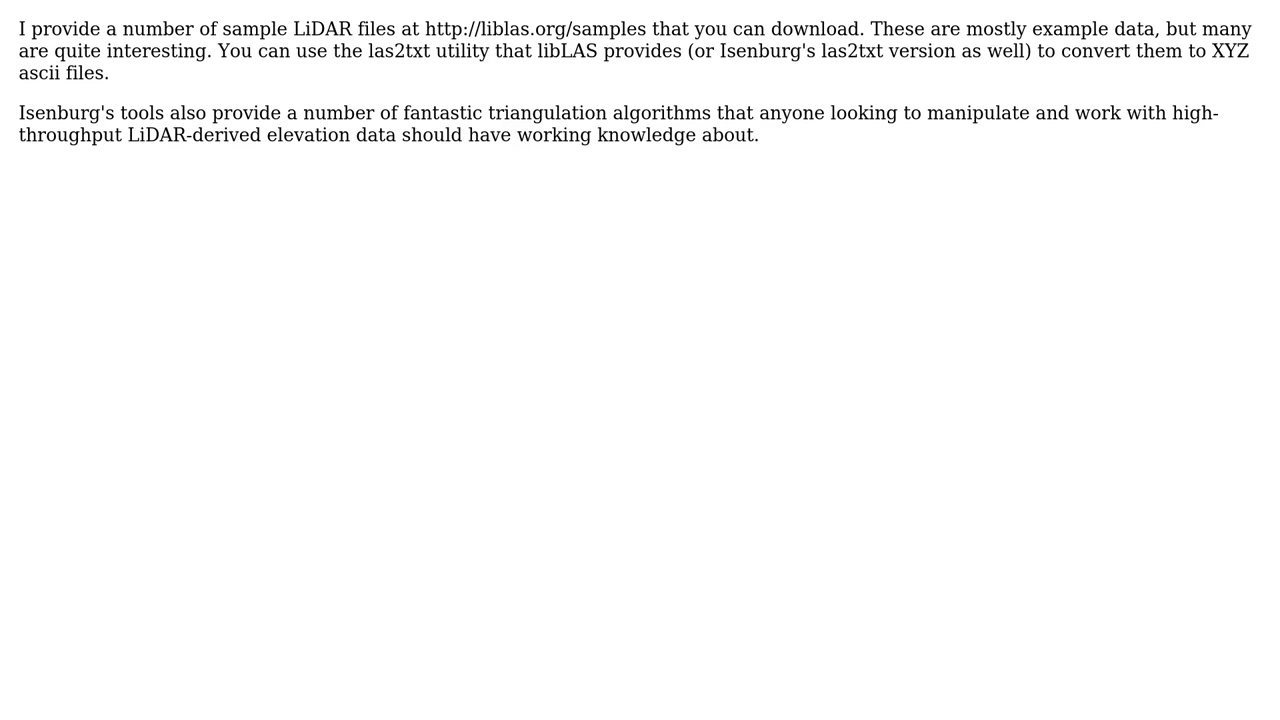 I provide a number of sample LiDAR files at http://liblas.org/samples that you can download. These are mostly example data, but many
are quite interesting. You can use the las2txt utility that libLAS provides (or Isenburg's las2txt version as well) to convert them to XYZ
ascii files.
Isenburg's tools also provide a number of fantastic triangulation algorithms that anyone looking to manipulate and work with high-
throughput LiDAR-derived elevation data should have working knowledge about.